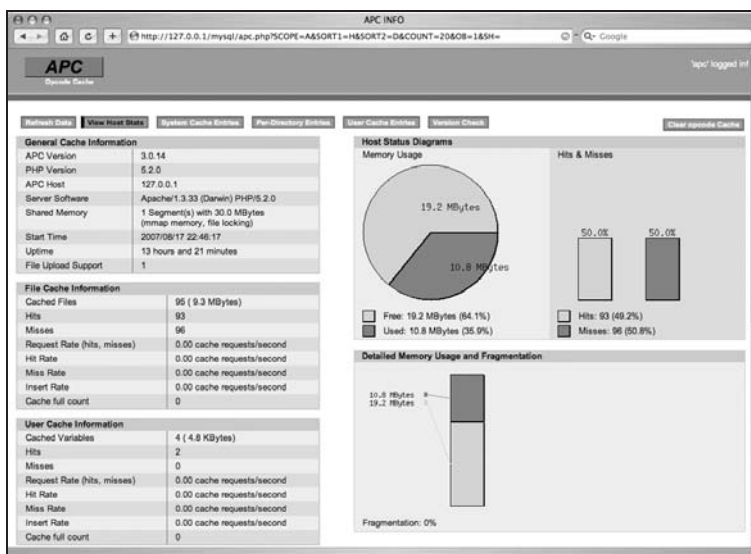 APC INFO
http://127.0.0.1/mysql/apc.php?SCOPE=A&SORT1=H&SORT2=D&COUNT=20&OB=1&SH=
Google
APC
Opcode Cache
'apc' logged in!
Refresh Data
View Host Stats
System Cache Entries
Per-Directory Entries
User Cache Entries
Version Check
Clear opcode Cache
General Cache Information
APC Version 3.0.14
PHP Version 5.2.0
APC Host 127.0.0.1
Server Software Apache/1.3.33 (Darwin) PHP/5.2.0
Shared Memory 1 Segment(s) with 30.0 MBytes
(mmap memory, file locking)
Start Time 2007/08/17 22:46:17
Uptime 13 hours and 21 minutes
File Upload Support 1
File Cache Information
Cached Files 95 ( 9.3 MBytes)
Hits 93
Misses 96
Request Rate (hits, misses) 0.00 cache requests/second
Hit Rate 0.00 cache requests/second
Miss Rate 0.00 cache requests/second
Insert Rate 0.00 cache requests/second
Cache full count 0
User Cache Information
Cached Variables 4 ( 4.8 KBytes)
Hits 2
Misses 0
Request Rate (hits, misses) 0.00 cache requests/second
Hit Rate 0.00 cache requests/second
Miss Rate 0.00 cache requests/second
Insert Rate 0.00 cache requests/second
Cache full count 0
Host Status Diagrams
Memory Usage
Hits & Misses
19.2 MBytes
10.8 MBytes
50.0%
50.0%
Free: 19.2 MBytes (64.1%)
Used: 10.8 MBytes (35.9%)
Hits: 93 (49.2%)
Misses: 96 (50.8%)
Detailed Memory Usage and Fragmentation
10.8 MBytes
19.2 MBytes
Fragmentation: 0%